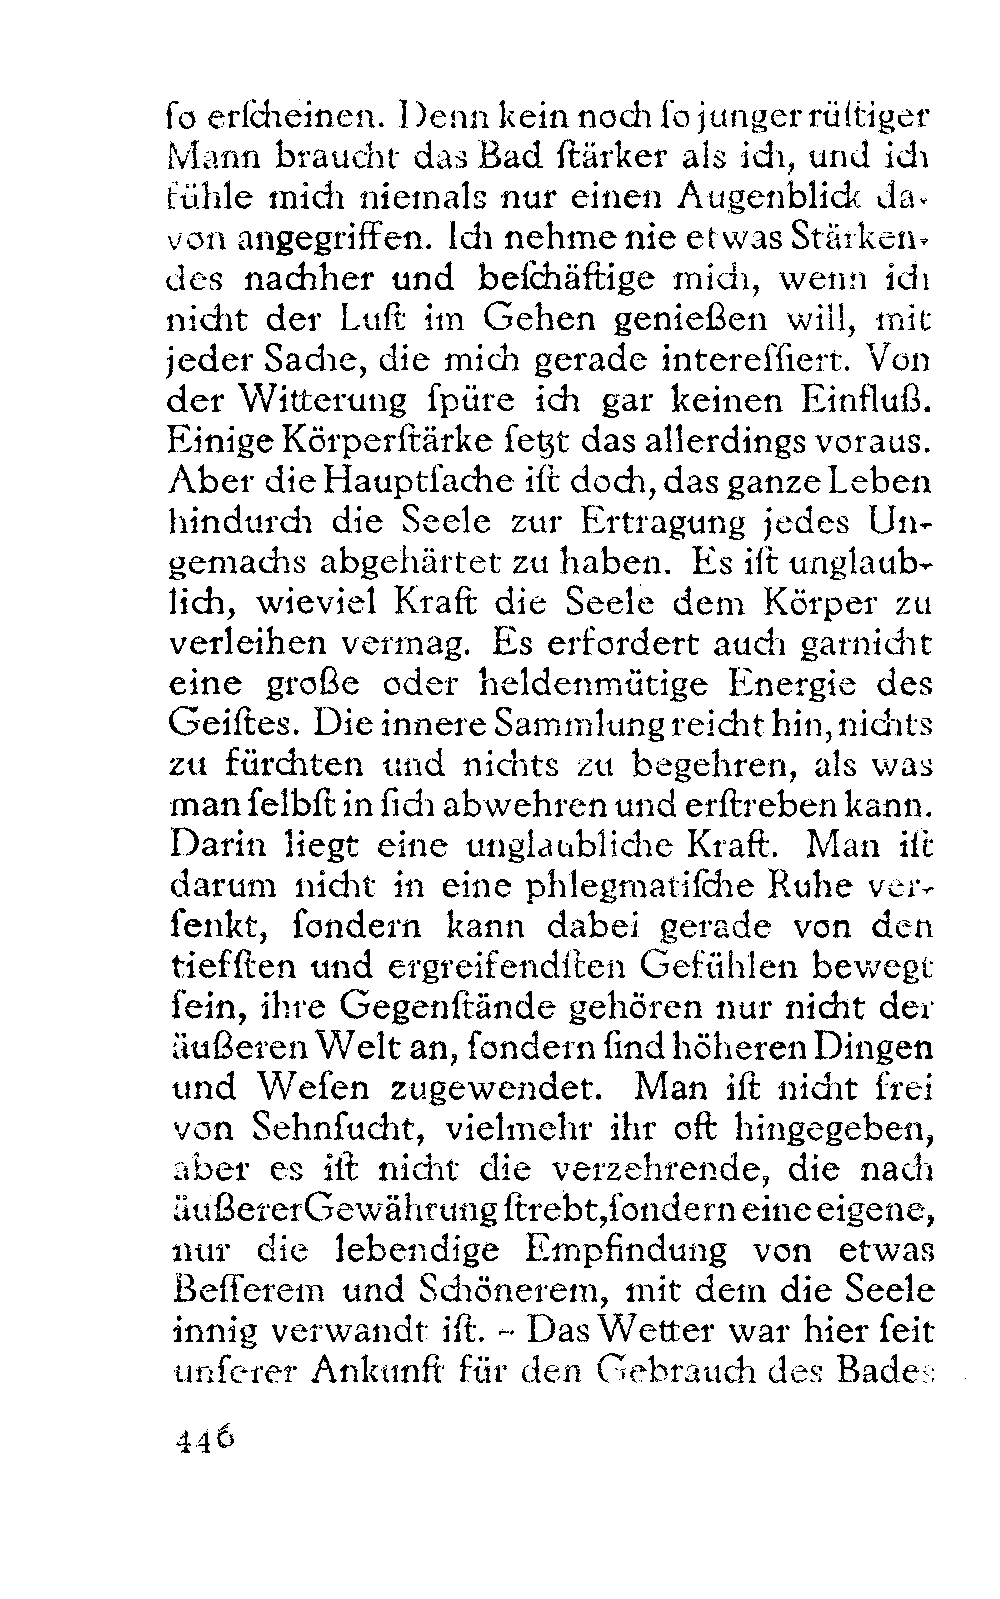 ſo erſcheinen. Denn kein noch ſo junger rüſtiger
Mann braucht das Bad ſtärker als ich, und ich
fühle mich niemals nur einen Augenblick da-
von angegriffen. Ich nehme nie etwas Stärken-
des nachher und beſchäftige mich, wenn ich
nicht der Luft im Gehen genießen will, mit
jeder Sache, die mich gerade intereſſiert. Von
der Witterung ſpüre ich gar keinen Einfluß.
Einige Körperſtärke ſetzt das allerdings voraus.
Aber die Hauptſache iſt doch, das ganze Leben
hindurch die Seele zur Ertragung jedes Un-
gemachs abgehärtet zu haben. Es iſt unglaub-
lich, wieviel Kraft die Seele dem Körper zu
verleihen vermag. Es erfordert auch garnicht
eine große oder heldenmütige Energie des
Geiſtes. Die innere Sammlung reicht hin, nichts
zu fürchten und nichts zu begehren, als was
man ſelbſt in ſich abwehren und erſtreben kann.
Darin liegt eine unglaubliche Kraft. Man iſt
darum nicht in eine phlegmatiſche Ruhe ver-
ſenkt, ſondern kann dabei gerade von den
tiefſten und ergreifendſten Gefühlen bewegt
ſein, ihre Gegenſtände gehören nur nicht der
äußeren Welt an, ſondern ſind höheren Dingen
und Weſen zugewendet. Man iſt nicht frei
von Sehnſucht, vielmehr ihr oft hingegeben,
aber es iſt nicht die verzehrende, die nach
äußerer Gewährung ſtrebt, ſondern eine eigene,
nur die lebendige Empfindung von etwas
Beſſerem und Schönerem, mit dem die Seele
innig verwandt iſt. - Das Wetter war hier ſeit
unſerer Ankunft für den Gebrauch des Bades
446